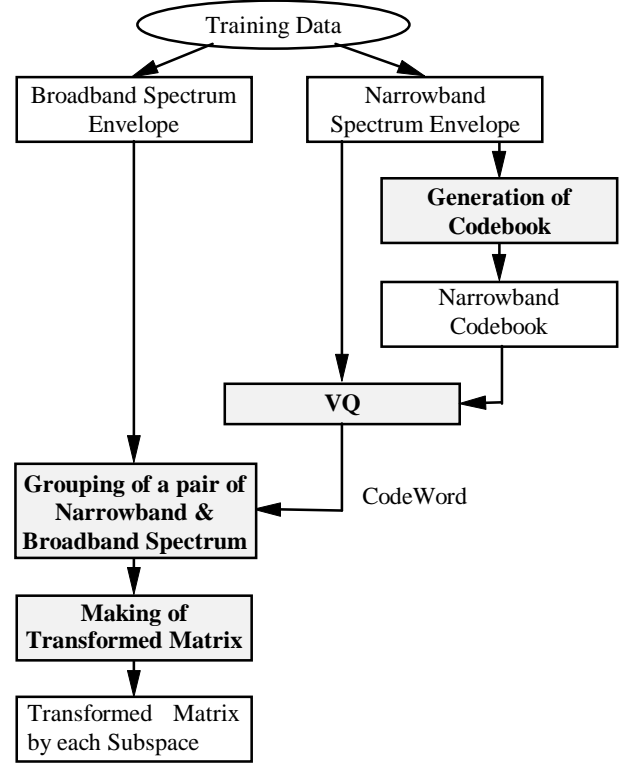 Training Data
Broadband Spectrum
Envelope
Narrowband
Spectrum Envelope
Generation of
Codebook
Narrowband
Codebook
VQ
CodeWord
Grouping of a pair of
Narrowband &
Broadband Spectrum
Making of
Transformed Matrix
Transformed Matrix
by each Subspace